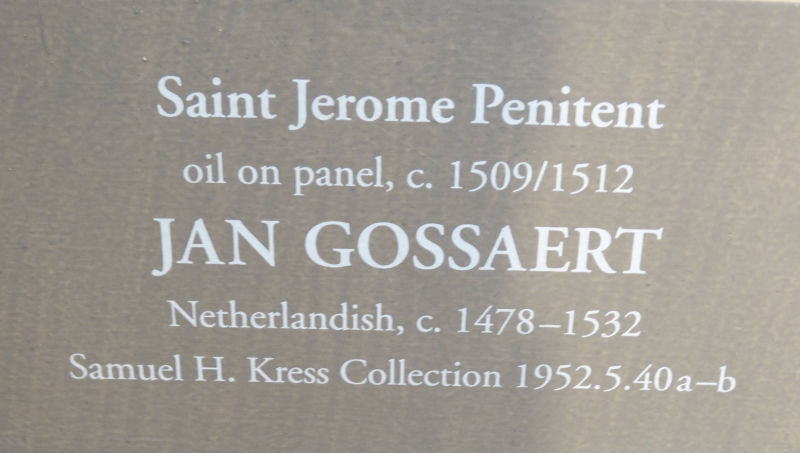 Saint Jerome Penitent
oil on panel, c. 1509/1512
JAN GOSSAERT
Netherlandish, c. 1478–1532
Samuel H. Kress Collection 1952.5.40a–b